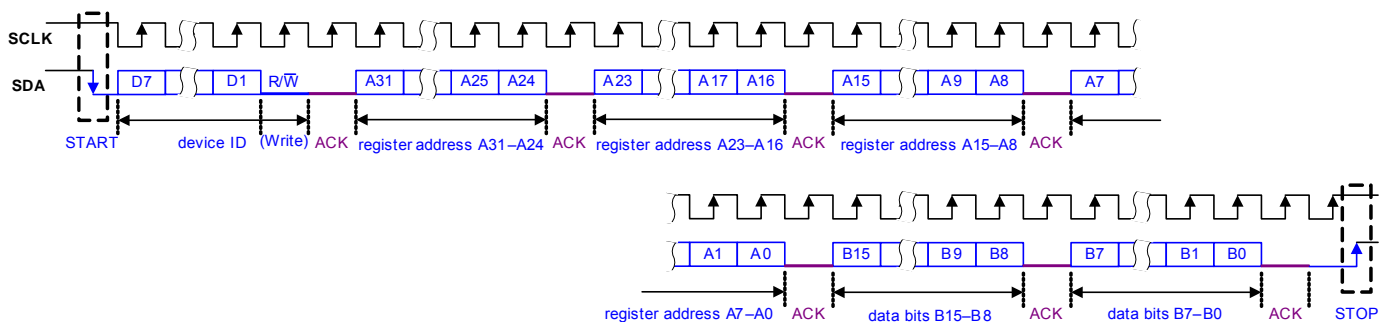 SCLK
SDA D7 D1 R/W̅ A31 A25 A24 A23 A17 A16 A15 A9 A8 A7
START device ID (Write) ACK register address A31–A24 ACK register address A23–A16 ACK register address A15–A8 ACK
A1 A0 B15 B9 B8 B7 B1 B0
register address A7–A0 ACK data bits B15–B8 ACK data bits B7–B0 ACK STOP